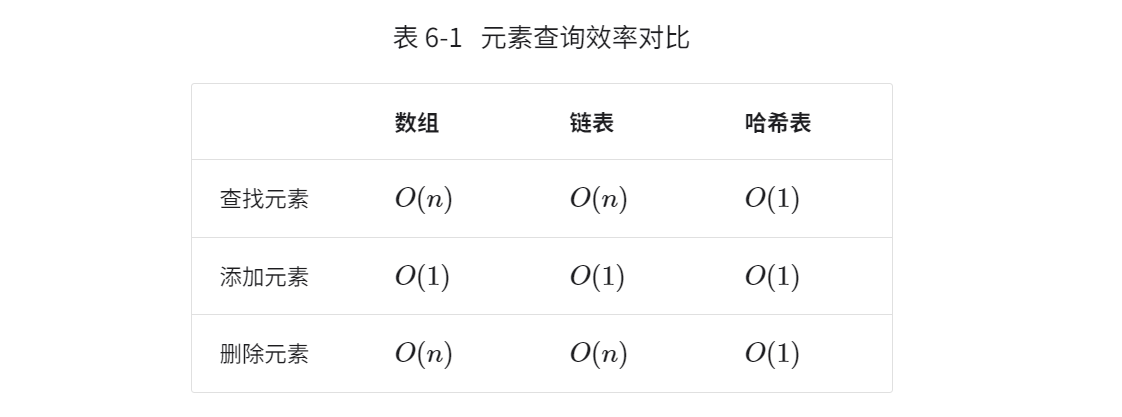 表 6-1 元素查询效率对比
数组 链表 哈希表
查找元素 O(n) O(n) O(1)
添加元素 O(1) O(1) O(1)
删除元素 O(n) O(n) O(1)